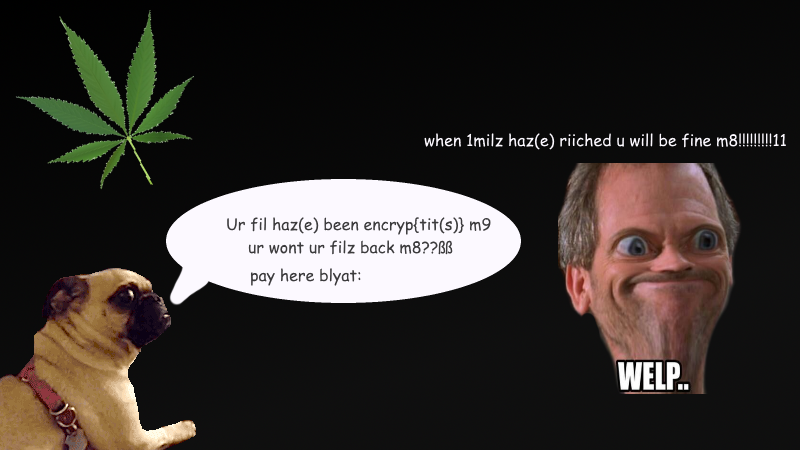 when 1milz haz(e) riiched u will be fine m8!!!!!!!!!11
Ur fil haz(e) been encryp{tit(s)} m9
ur wont ur filz back m8??ßß
pay here blyat:
WELP..